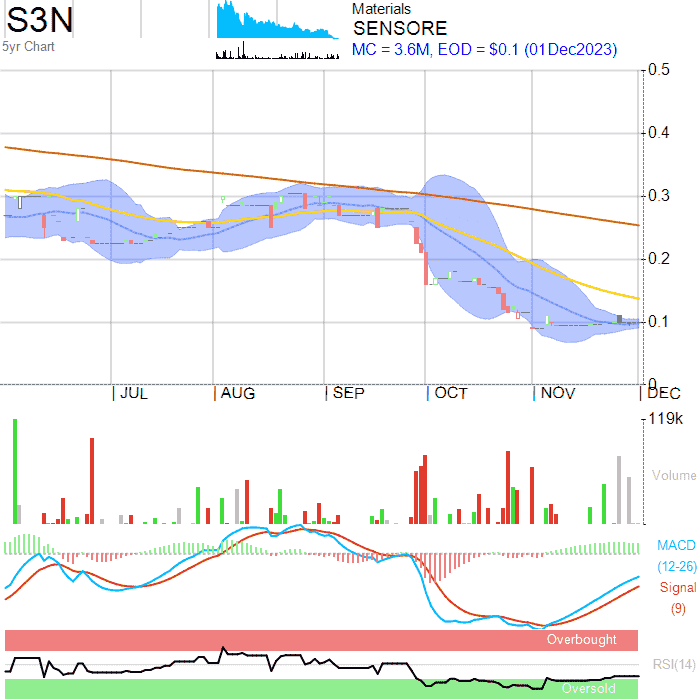 S3N
5yr Chart
Materials
SENSORE
MC = 3.6M, EOD = $0.1 (01Dec2023)
0.5
0.4
0.3
0.2
0.1
0
JUL AUG SEP OCT NOV DEC
119k
Volume
MACD
(12-26)
Signal
(9)
Overbought
RSI(14)
Oversold